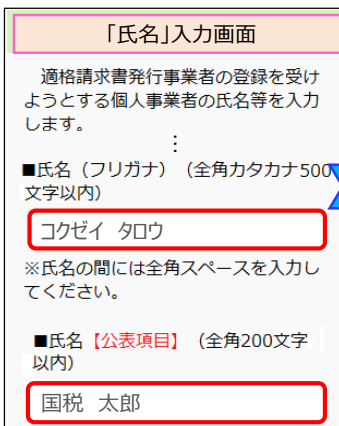 「氏名」入力画面
適格請求書発行事業者の登録を受け
ようとする個人事業者の氏名等を入力
します。
︙
■氏名（フリガナ）（全角カタカナ500
文字以内）
コクゼイ　タロウ
※氏名の間には全角スペースを入力し
てください。
■氏名【公表項目】（全角200文字
以内）
国税　太郎